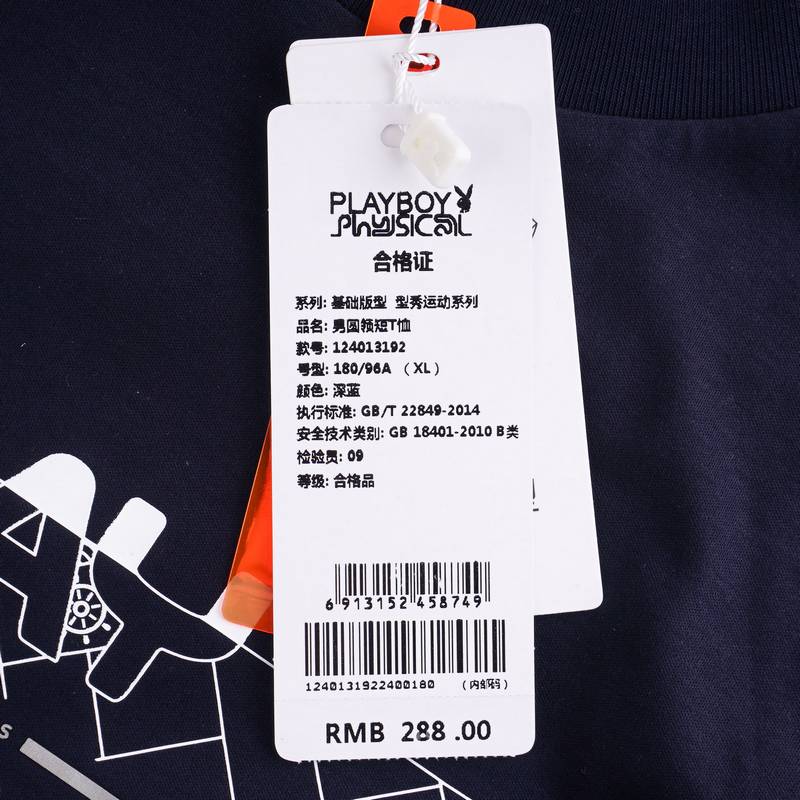 PLAYBOY
PhySICAL
合格证
系列: 基础版型 型秀运动系列
品名: 男圆领短T恤
款号: 124013192
号型: 180/96A （XL）
颜色: 深蓝
执行标准: GB/T 22849-2014
安全技术类别: GB 18401-2010 B类
检验员: 09
等级: 合格品
6 913152 458749
1240131922400180 （内部码）
RMB 288.00
s